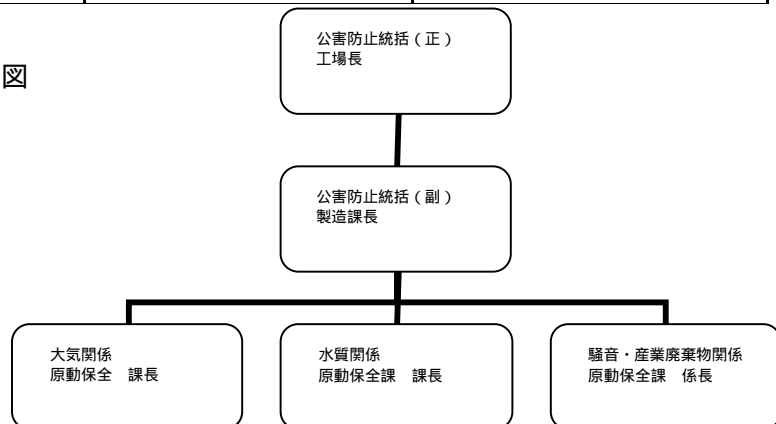 公害防止統括（正）
工場長
図
公害防止統括（副）
製造課長
大気関係
原動保全　課長
水質関係
原動保全課　課長
騒音・産業廃棄物関係
原動保全課　係長